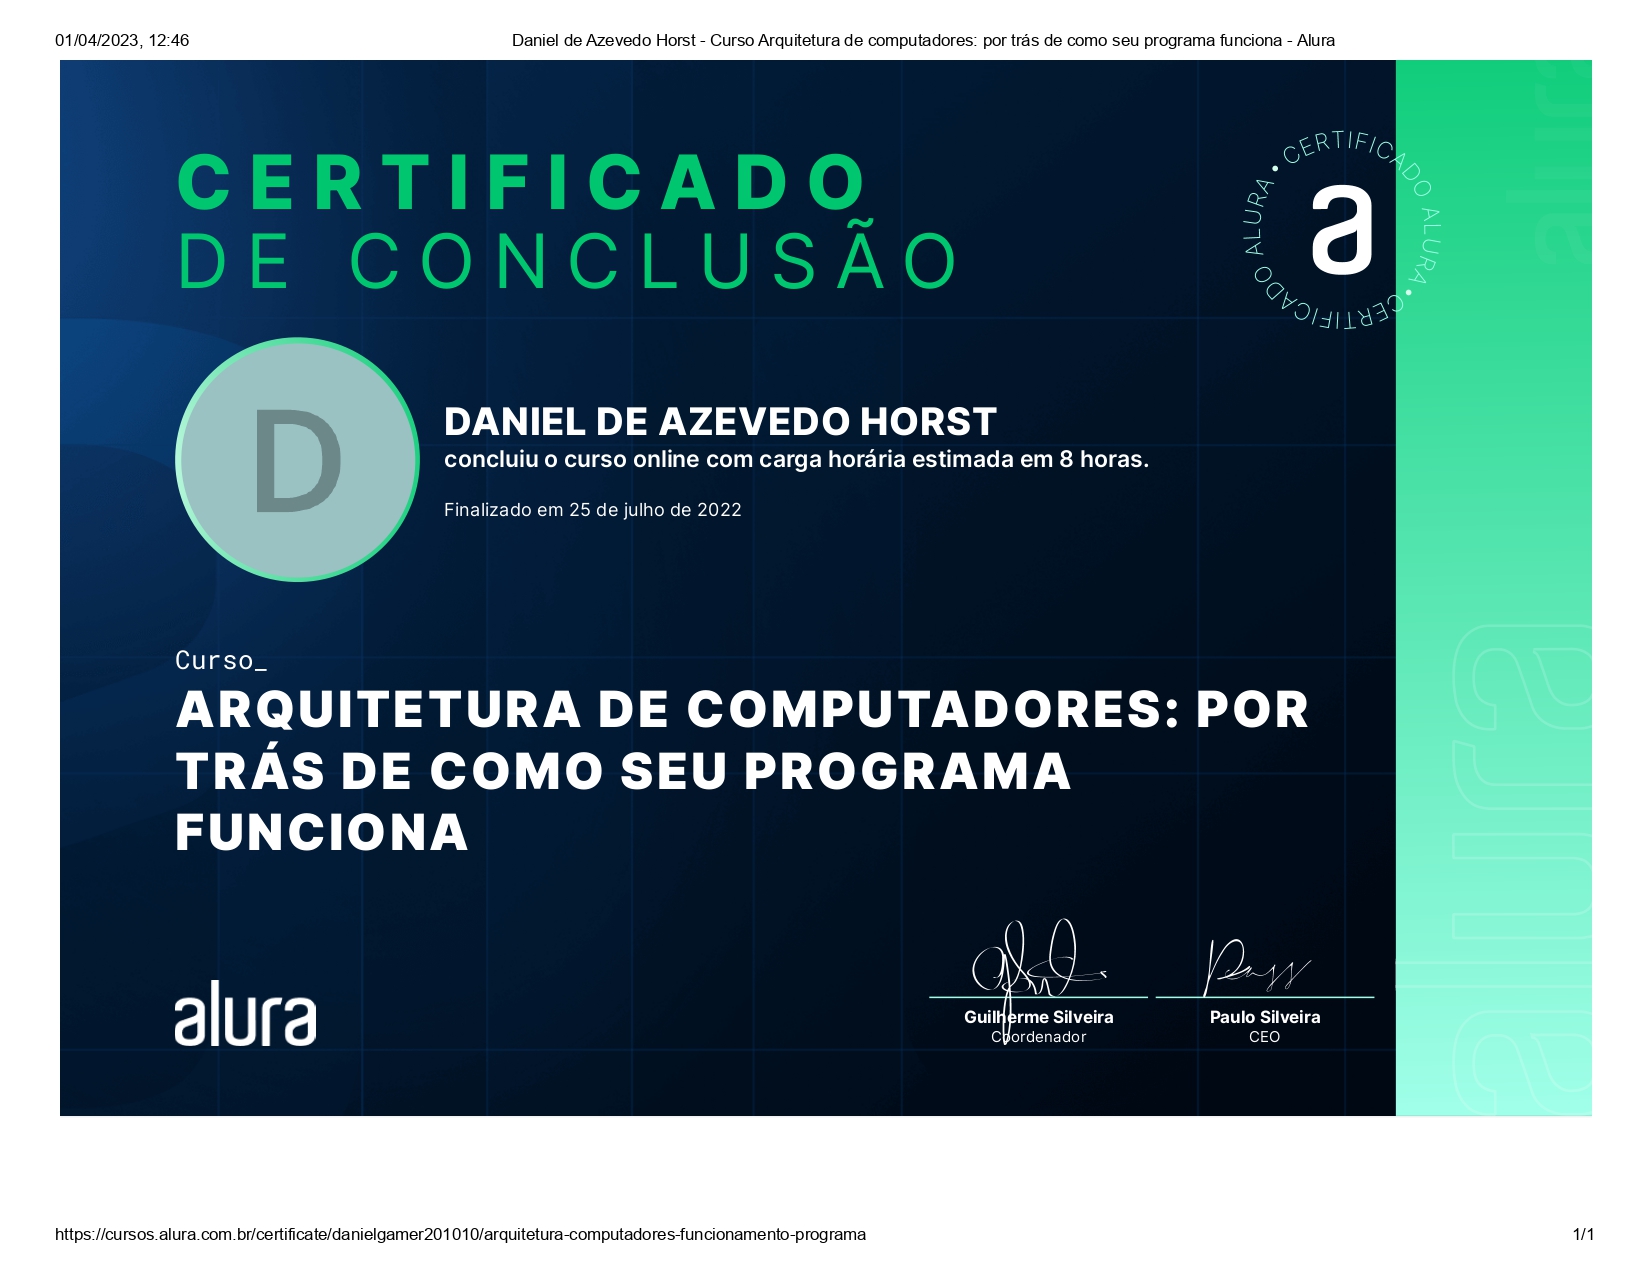 01/04/2023, 12:46
Daniel de Azevedo Horst - Curso Arquitetura de computadores: por trás de como seu programa funciona - Alura
CERTIFICADO
DE CONCLUSÃO
CERTIFICADO ALURA • CERTIFICADO ALURA •
a
alura
D
DANIEL DE AZEVEDO HORST
concluiu o curso online com carga horária estimada em 8 horas.
Finalizado em 25 de julho de 2022
Curso_
ARQUITETURA DE COMPUTADORES: POR
TRÁS DE COMO SEU PROGRAMA
FUNCIONA
alura
alura
Guilherme Silveira
Coordenador
Paulo Silveira
CEO
https://cursos.alura.com.br/certificate/danielgamer201010/arquitetura-computadores-funcionamento-programa
1/1